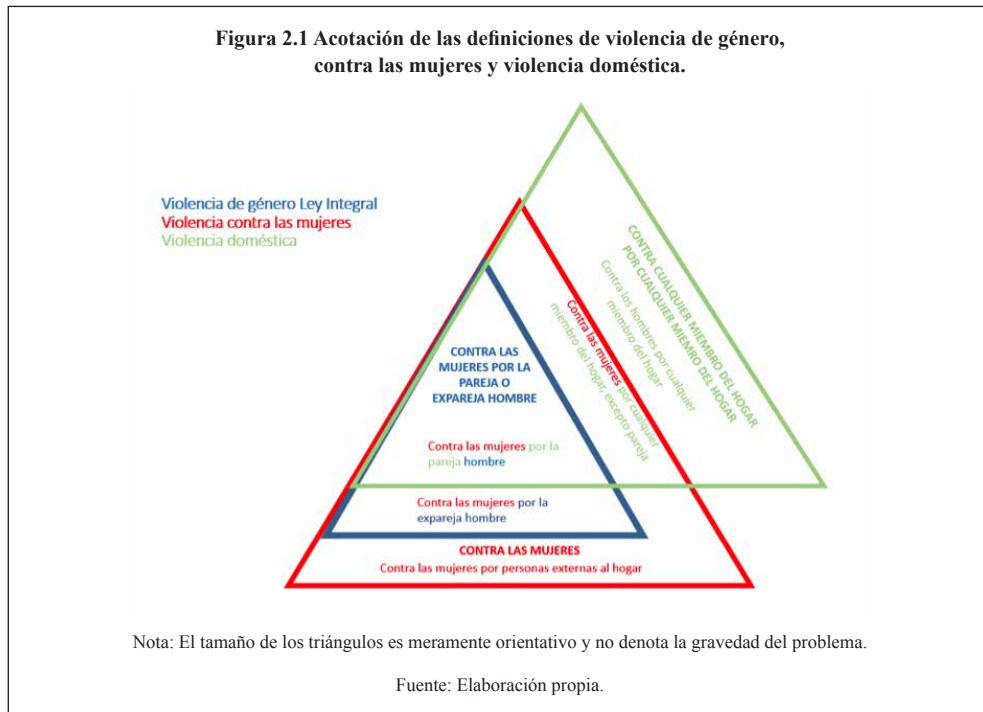 Figura 2.1 Acotación de las definiciones de violencia de género,
contra las mujeres y violencia doméstica.
Violencia de género Ley Integral
Violencia contra las mujeres
Violencia doméstica
CONTRA CUALQUIER MIEMBRO DEL HOGAR
POR CUALQUIER MIEMRO DEL HOGAR
Contra los hombres por cualquier
miembro del hogar
Contra las mujeres por cualquier
miembro del hogar, excepto pareja
CONTRA LAS
MUJERES POR LA
PAREJA O
EXPAREJA HOMBRE
Contra las mujeres por la
pareja hombre
Contra las mujeres por la
expareja hombre
CONTRA LAS MUJERES
Contra las mujeres por personas externas al hogar
Nota: El tamaño de los triángulos es meramente orientativo y no denota la gravedad del problema.
Fuente: Elaboración propia.